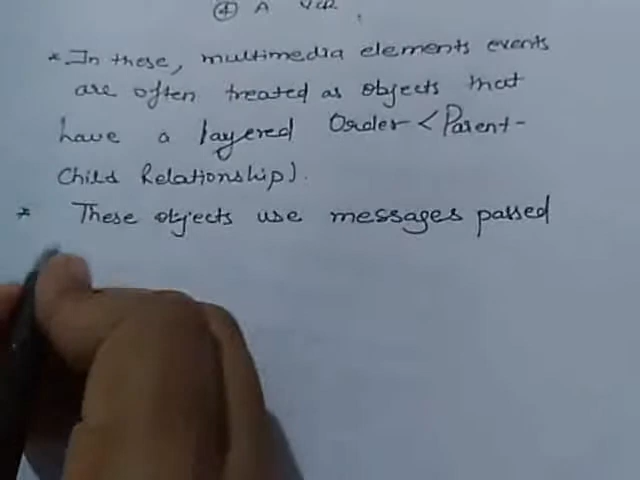 ④ A
* In these, multimedia elements events
are often treated as objects that
have a layered Order < Parent-
Child Relationship).
* These objects use messages passed